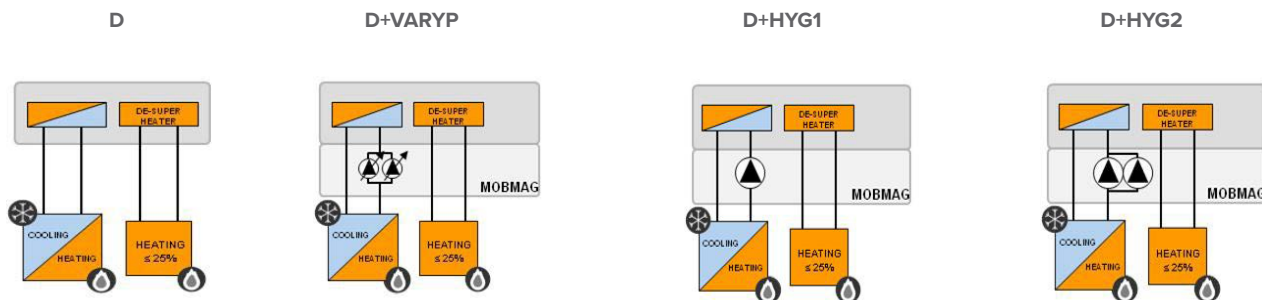 D
D+VARYP
D+HYG1
D+HYG2
DE-SUPER
HEATER
COOLING
HEATING
HEATING
≤ 25%
DE-SUPER
HEATER
MOBMAG
COOLING
HEATING
HEATING
≤ 25%
DE-SUPER
HEATER
MOBMAG
COOLING
HEATING
HEATING
≤ 25%
DE-SUPER
HEATER
MOBMAG
COOLING
HEATING
HEATING
≤ 25%